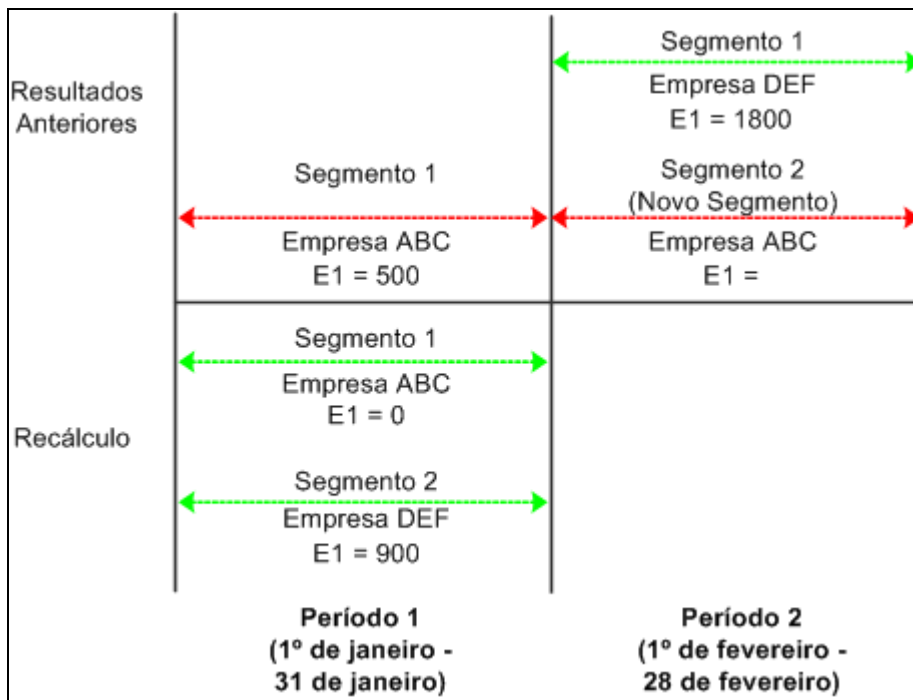 Resultados
Anteriores
Segmento 1
Empresa ABC
E1 = 500
Segmento 1
Empresa DEF
E1 = 1800
Segmento 2
(Novo Segmento)
Empresa ABC
E1 =
Recálculo
Segmento 1
Empresa ABC
E1 = 0
Segmento 2
Empresa DEF
E1 = 900
Período 1
(1º de janeiro -
31 de janeiro)
Período 2
(1º de fevereiro -
28 de fevereiro)